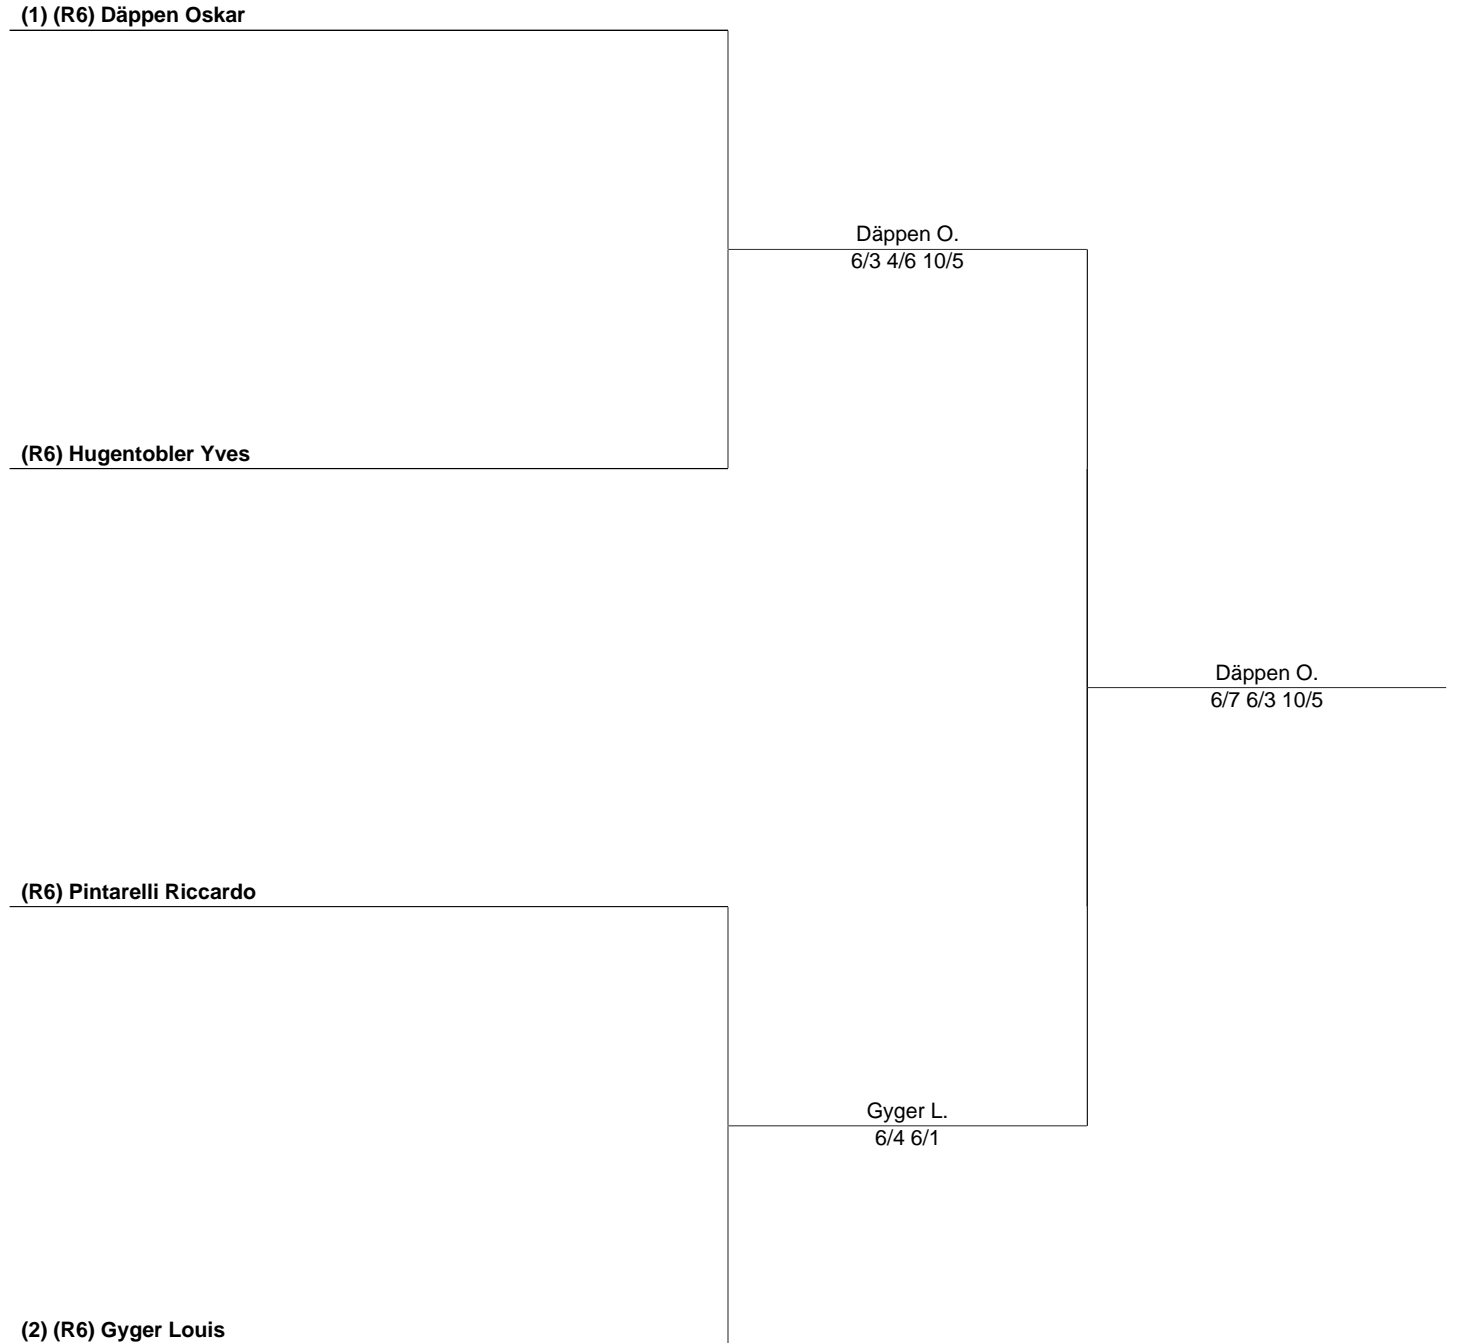 (1) (R6) Däppen Oskar
Däppen O.
6/3 4/6 10/5
(R6) Hugentobler Yves
Däppen O.
6/7 6/3 10/5
(R6) Pintarelli Riccardo
Gyger L.
6/4 6/1
(2) (R6) Gyger Louis